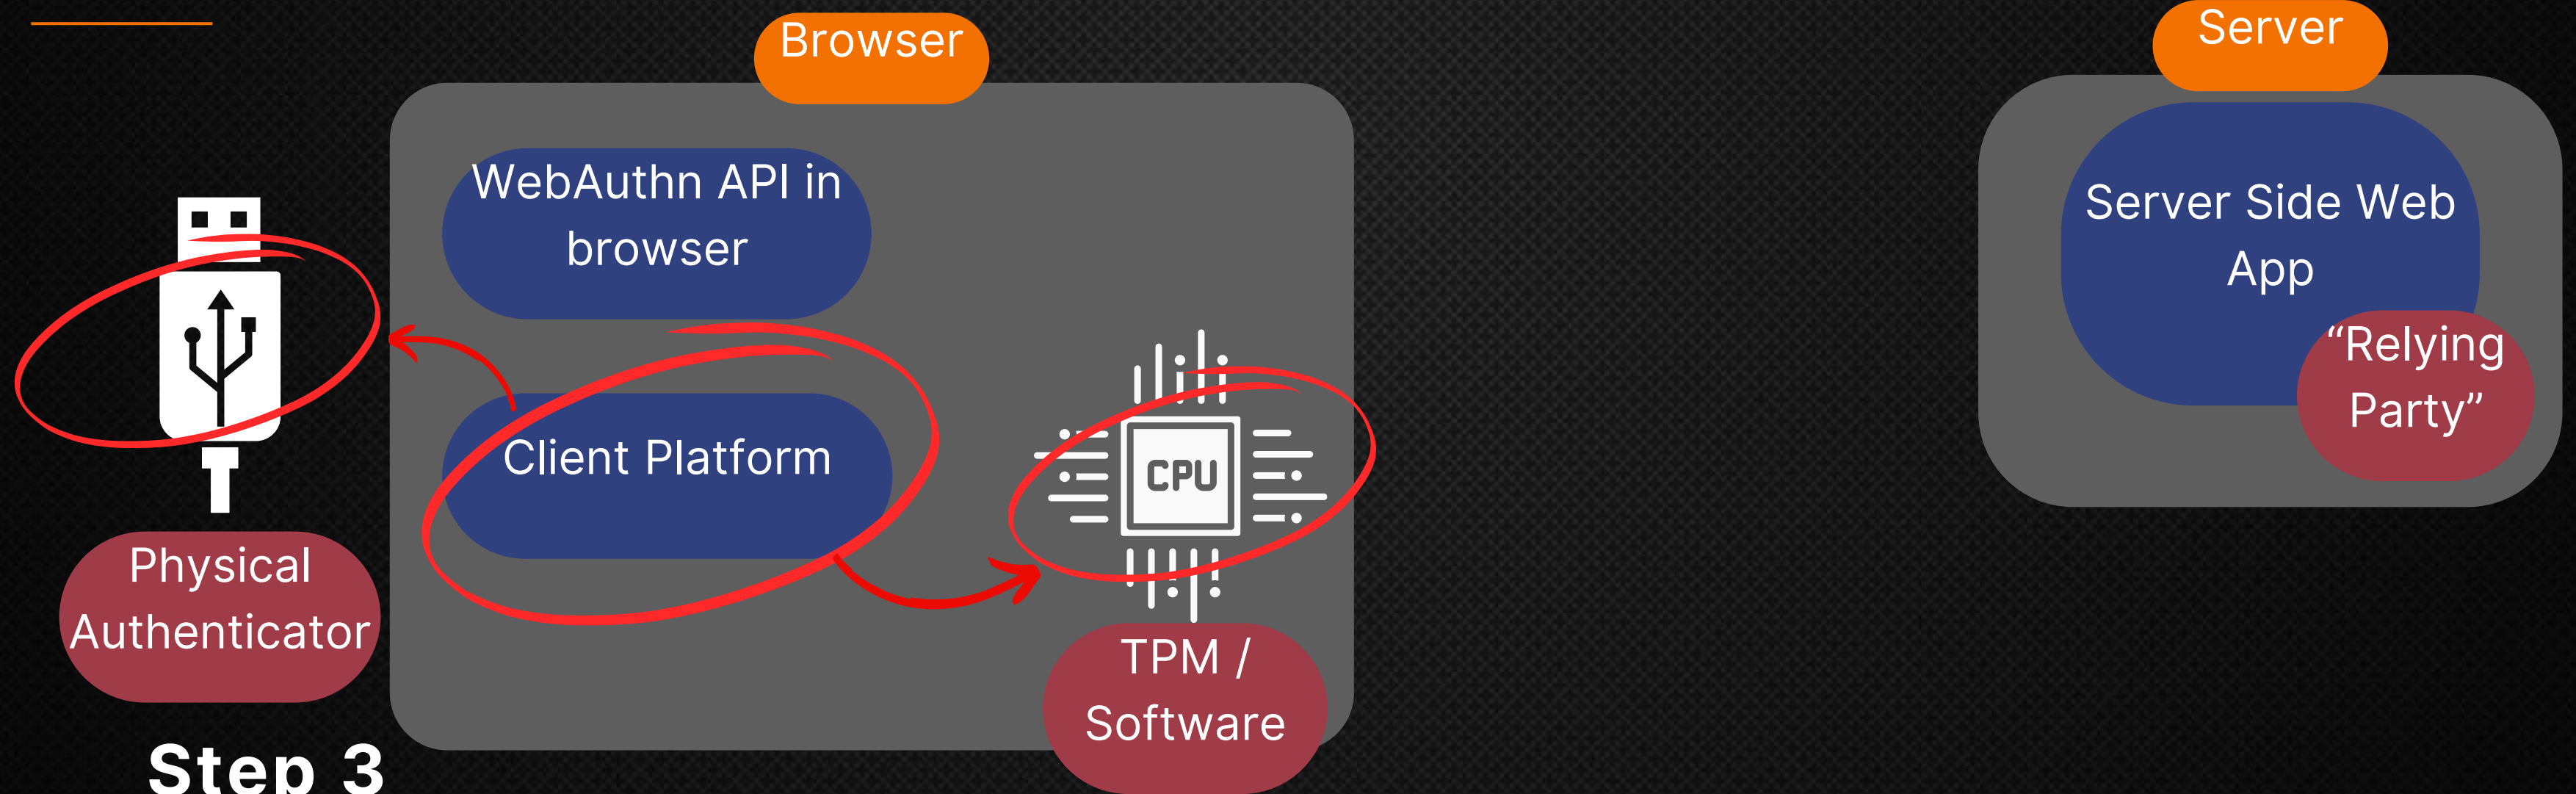 Browser
Server
WebAuthn API in
browser
Server Side Web
App
“Relying
Party”
Client Platform
CPU
Physical
Authenticator
TPM /
Software
Step 3